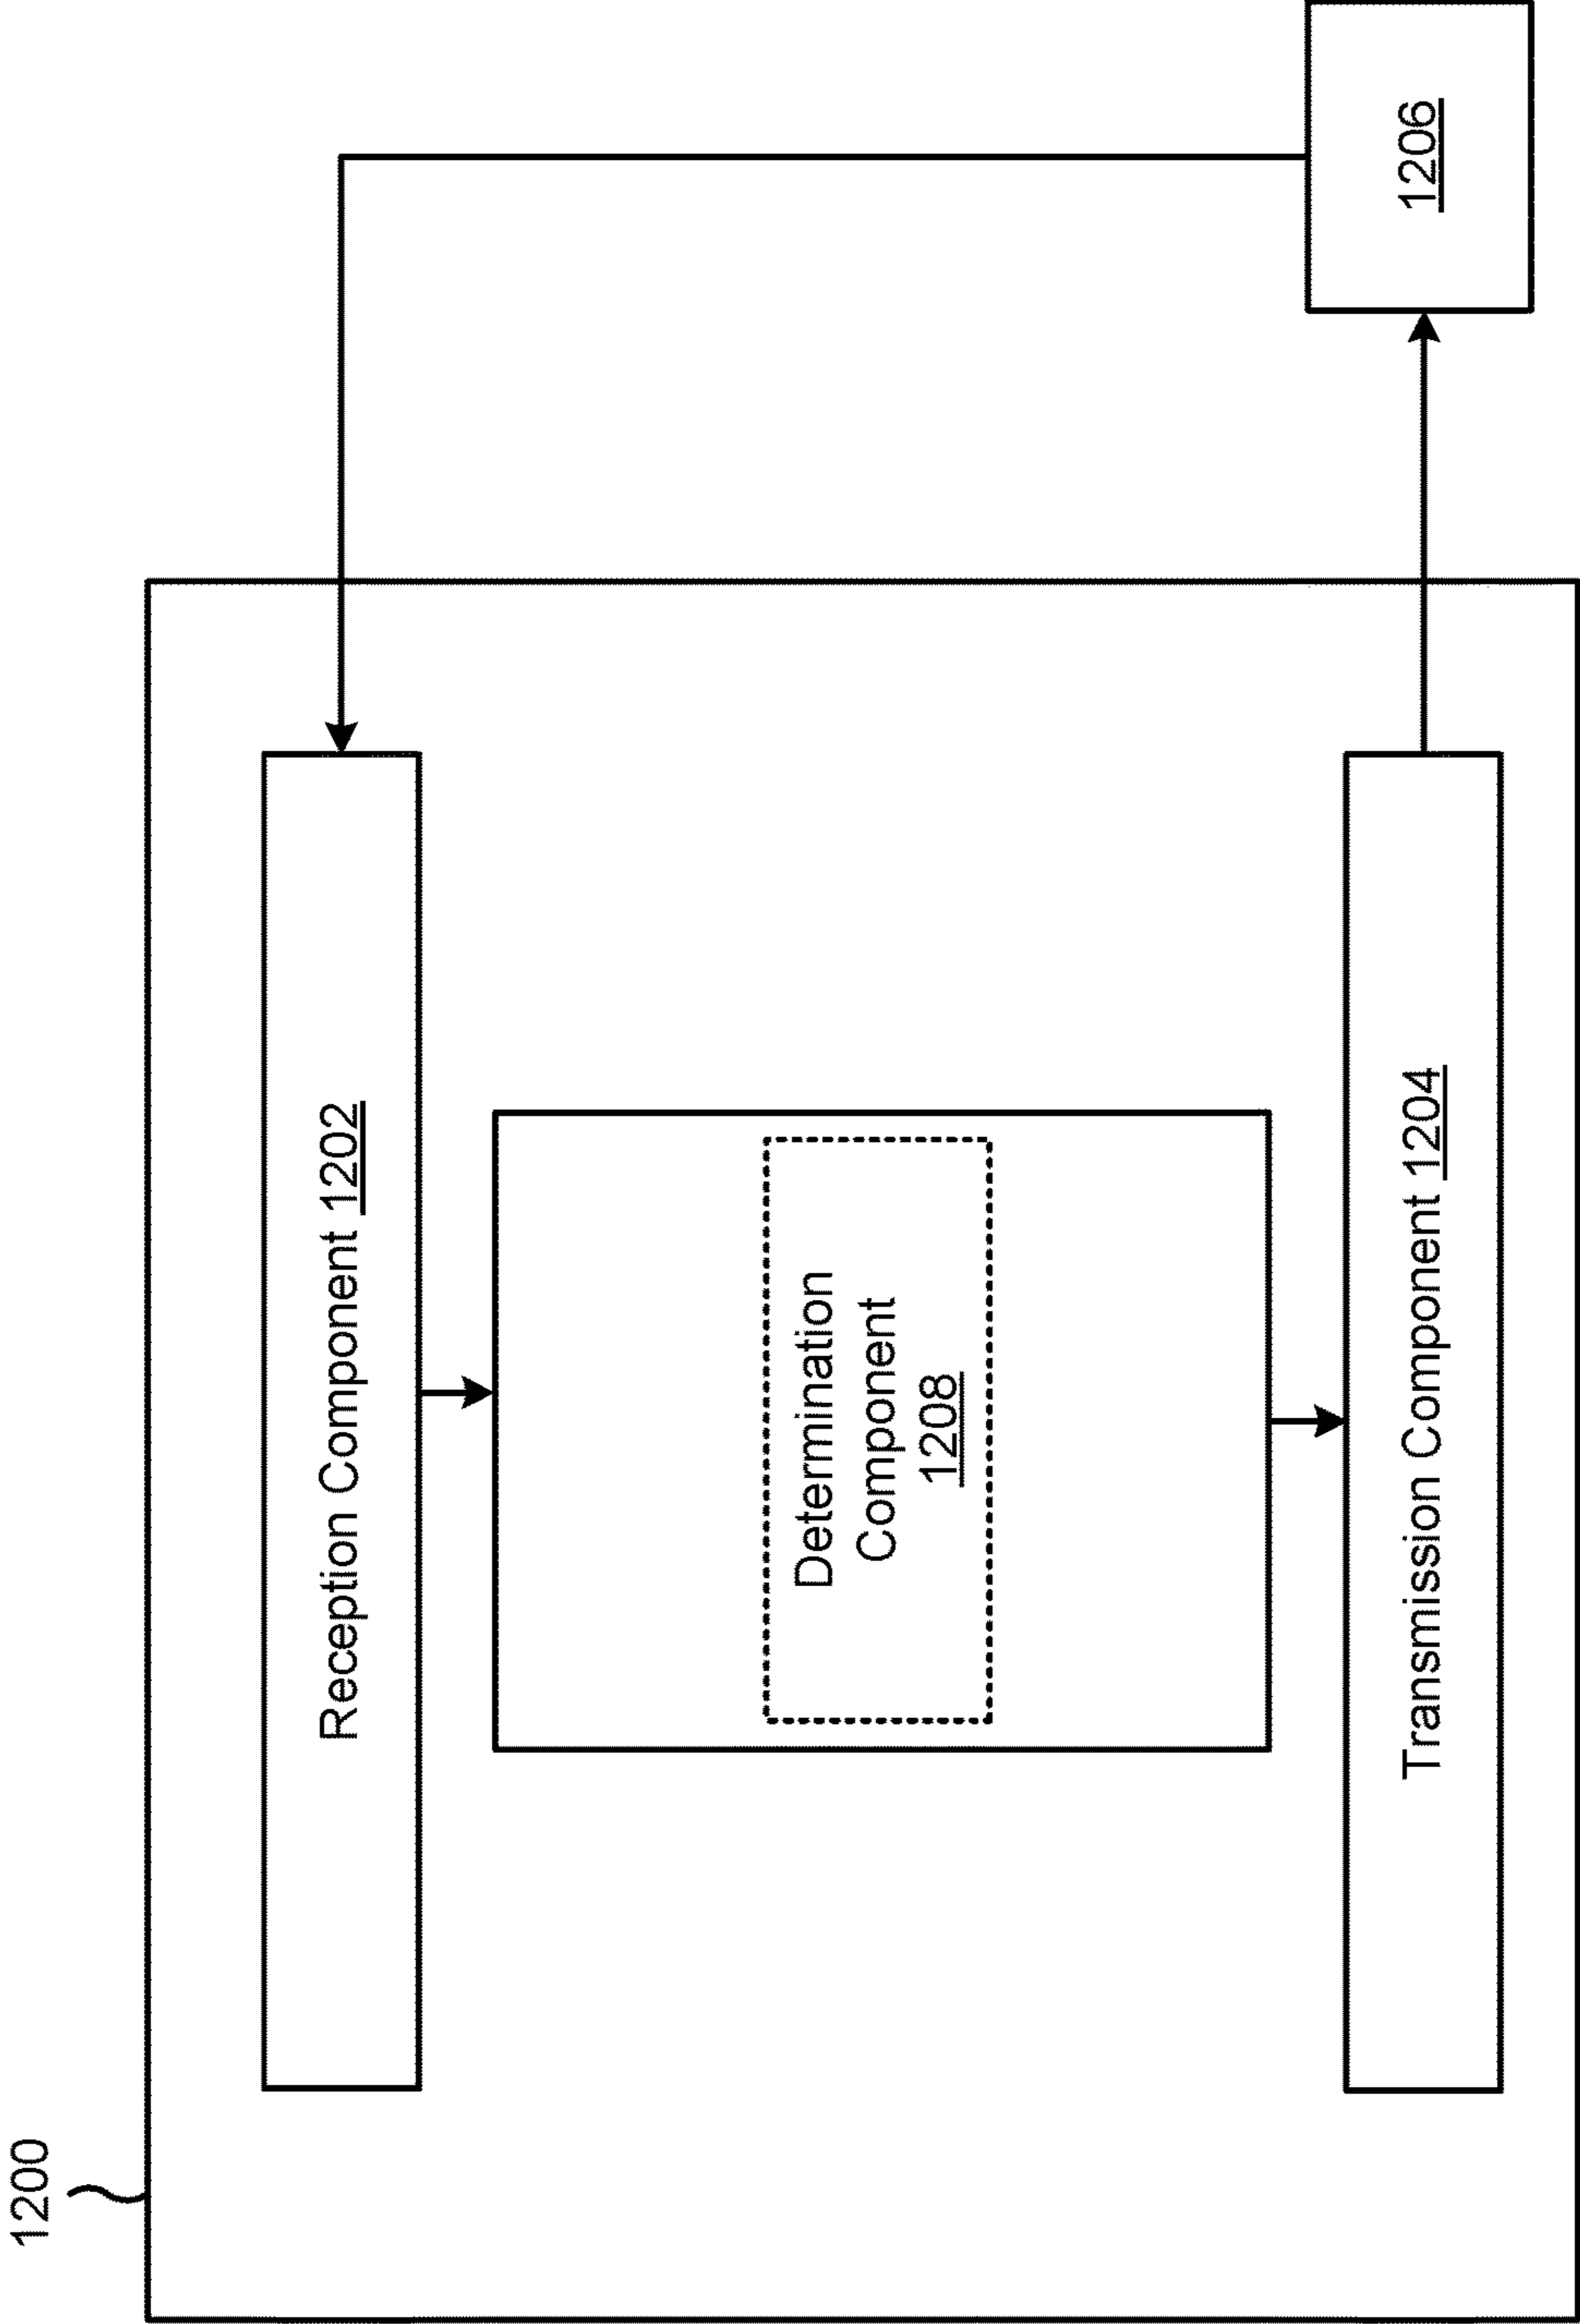 1200
Reception Component 1202
Determination
Component
1208
Transmission Component 1204
1206